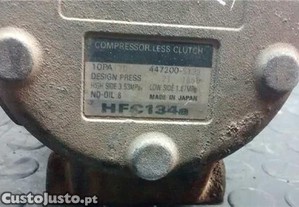 COMPRESSOR.LESS CLUTCH
10PA 447200-
DESIGN PRESS
HIGH SIDE 3.53MPa LOW SIDE 1.67MPa
NO-OIL 8 MADE IN JAPAN
HFC134a
CustoJusto.pt